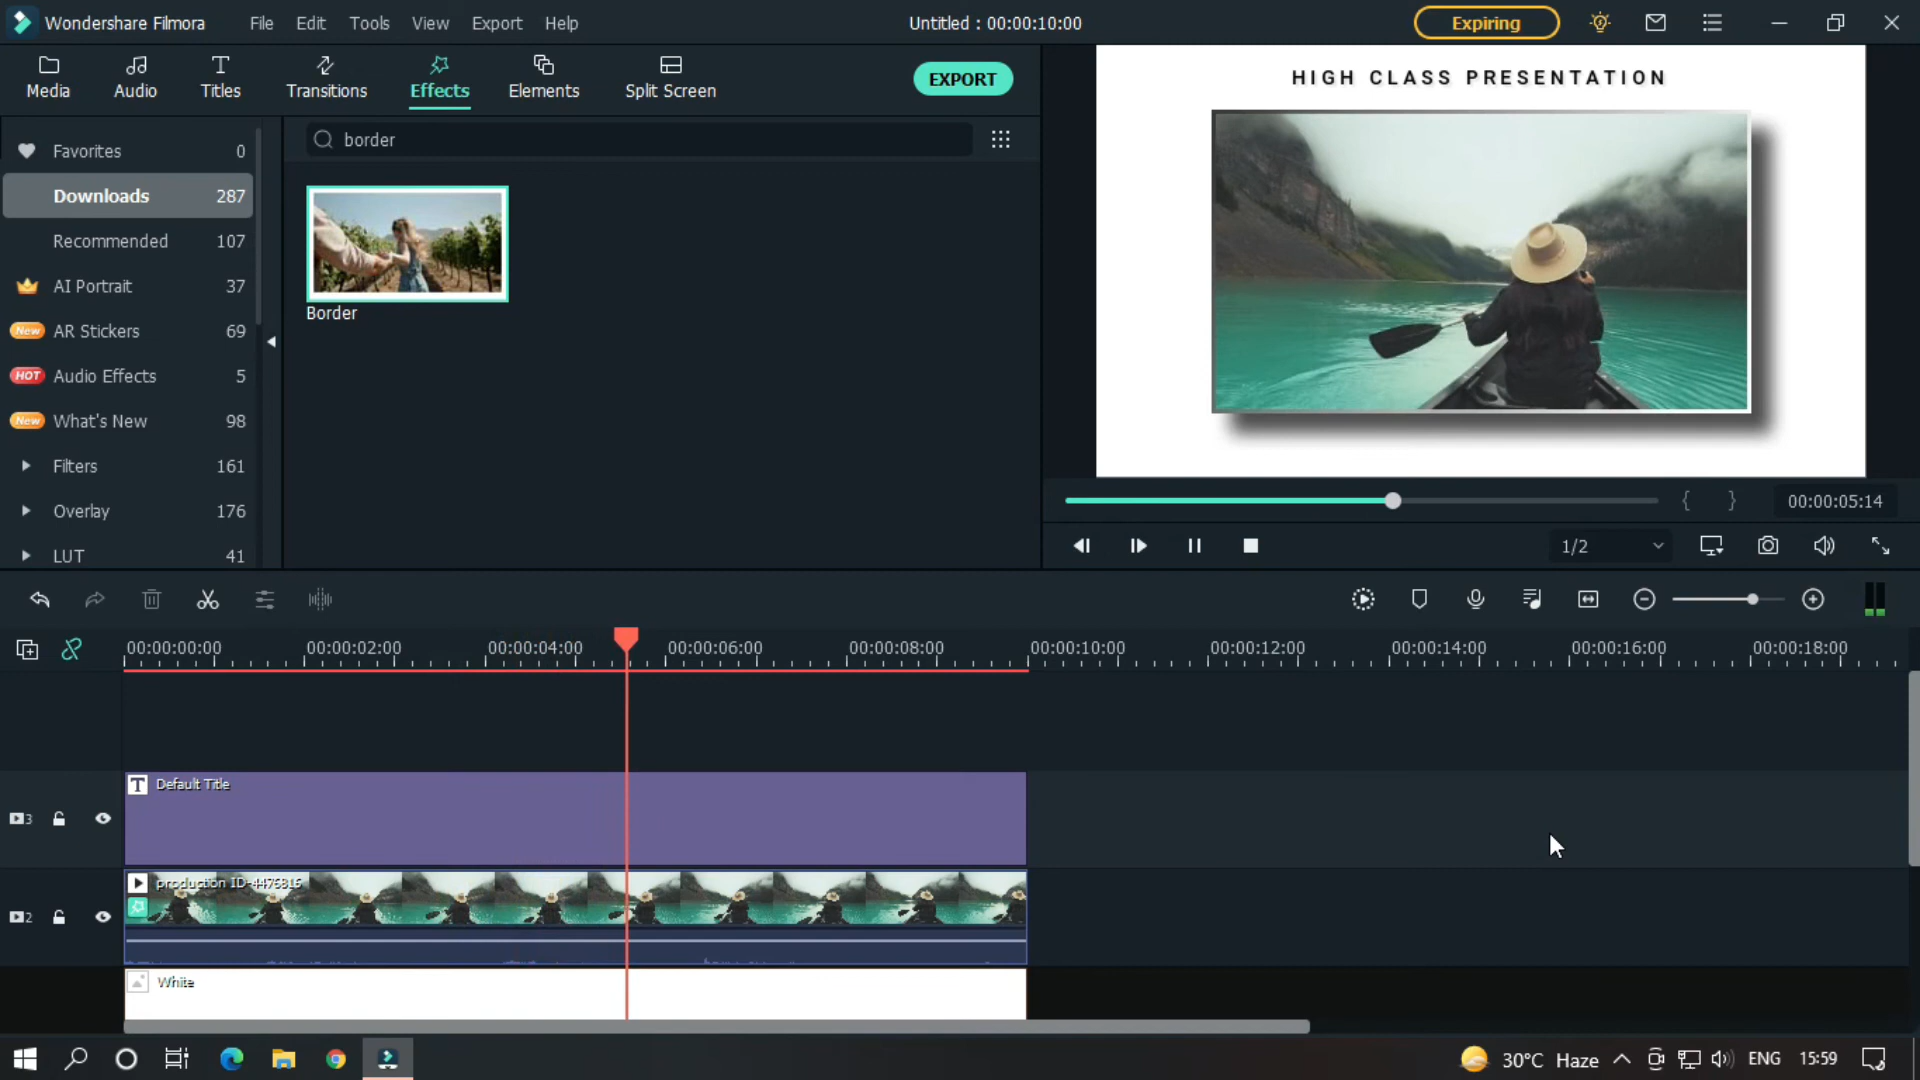 Wondershare Filmora File Edit Tools View Export Help Untitled : 00:00:10:00 Expiring
Media Audio Titles Transitions Effects Elements Split Screen EXPORT
HIGH CLASS PRESENTATION
border
Favorites 0
Downloads 287
Recommended 107
AI Portrait 37
New AR Stickers 69
HOT Audio Effects 5
New What's New 98
Filters 161
Overlay 176
LUT 41
Border
{ } 00:00:05:14
1/2
00:00:00:00 00:00:02:00 00:00:04:00 00:00:06:00 00:00:08:00 00:00:10:00 00:00:12:00 00:00:14:00 00:00:16:00 00:00:18:00
T Default Title
3
production ID-4475316
2
White
30°C Haze ENG 15:59